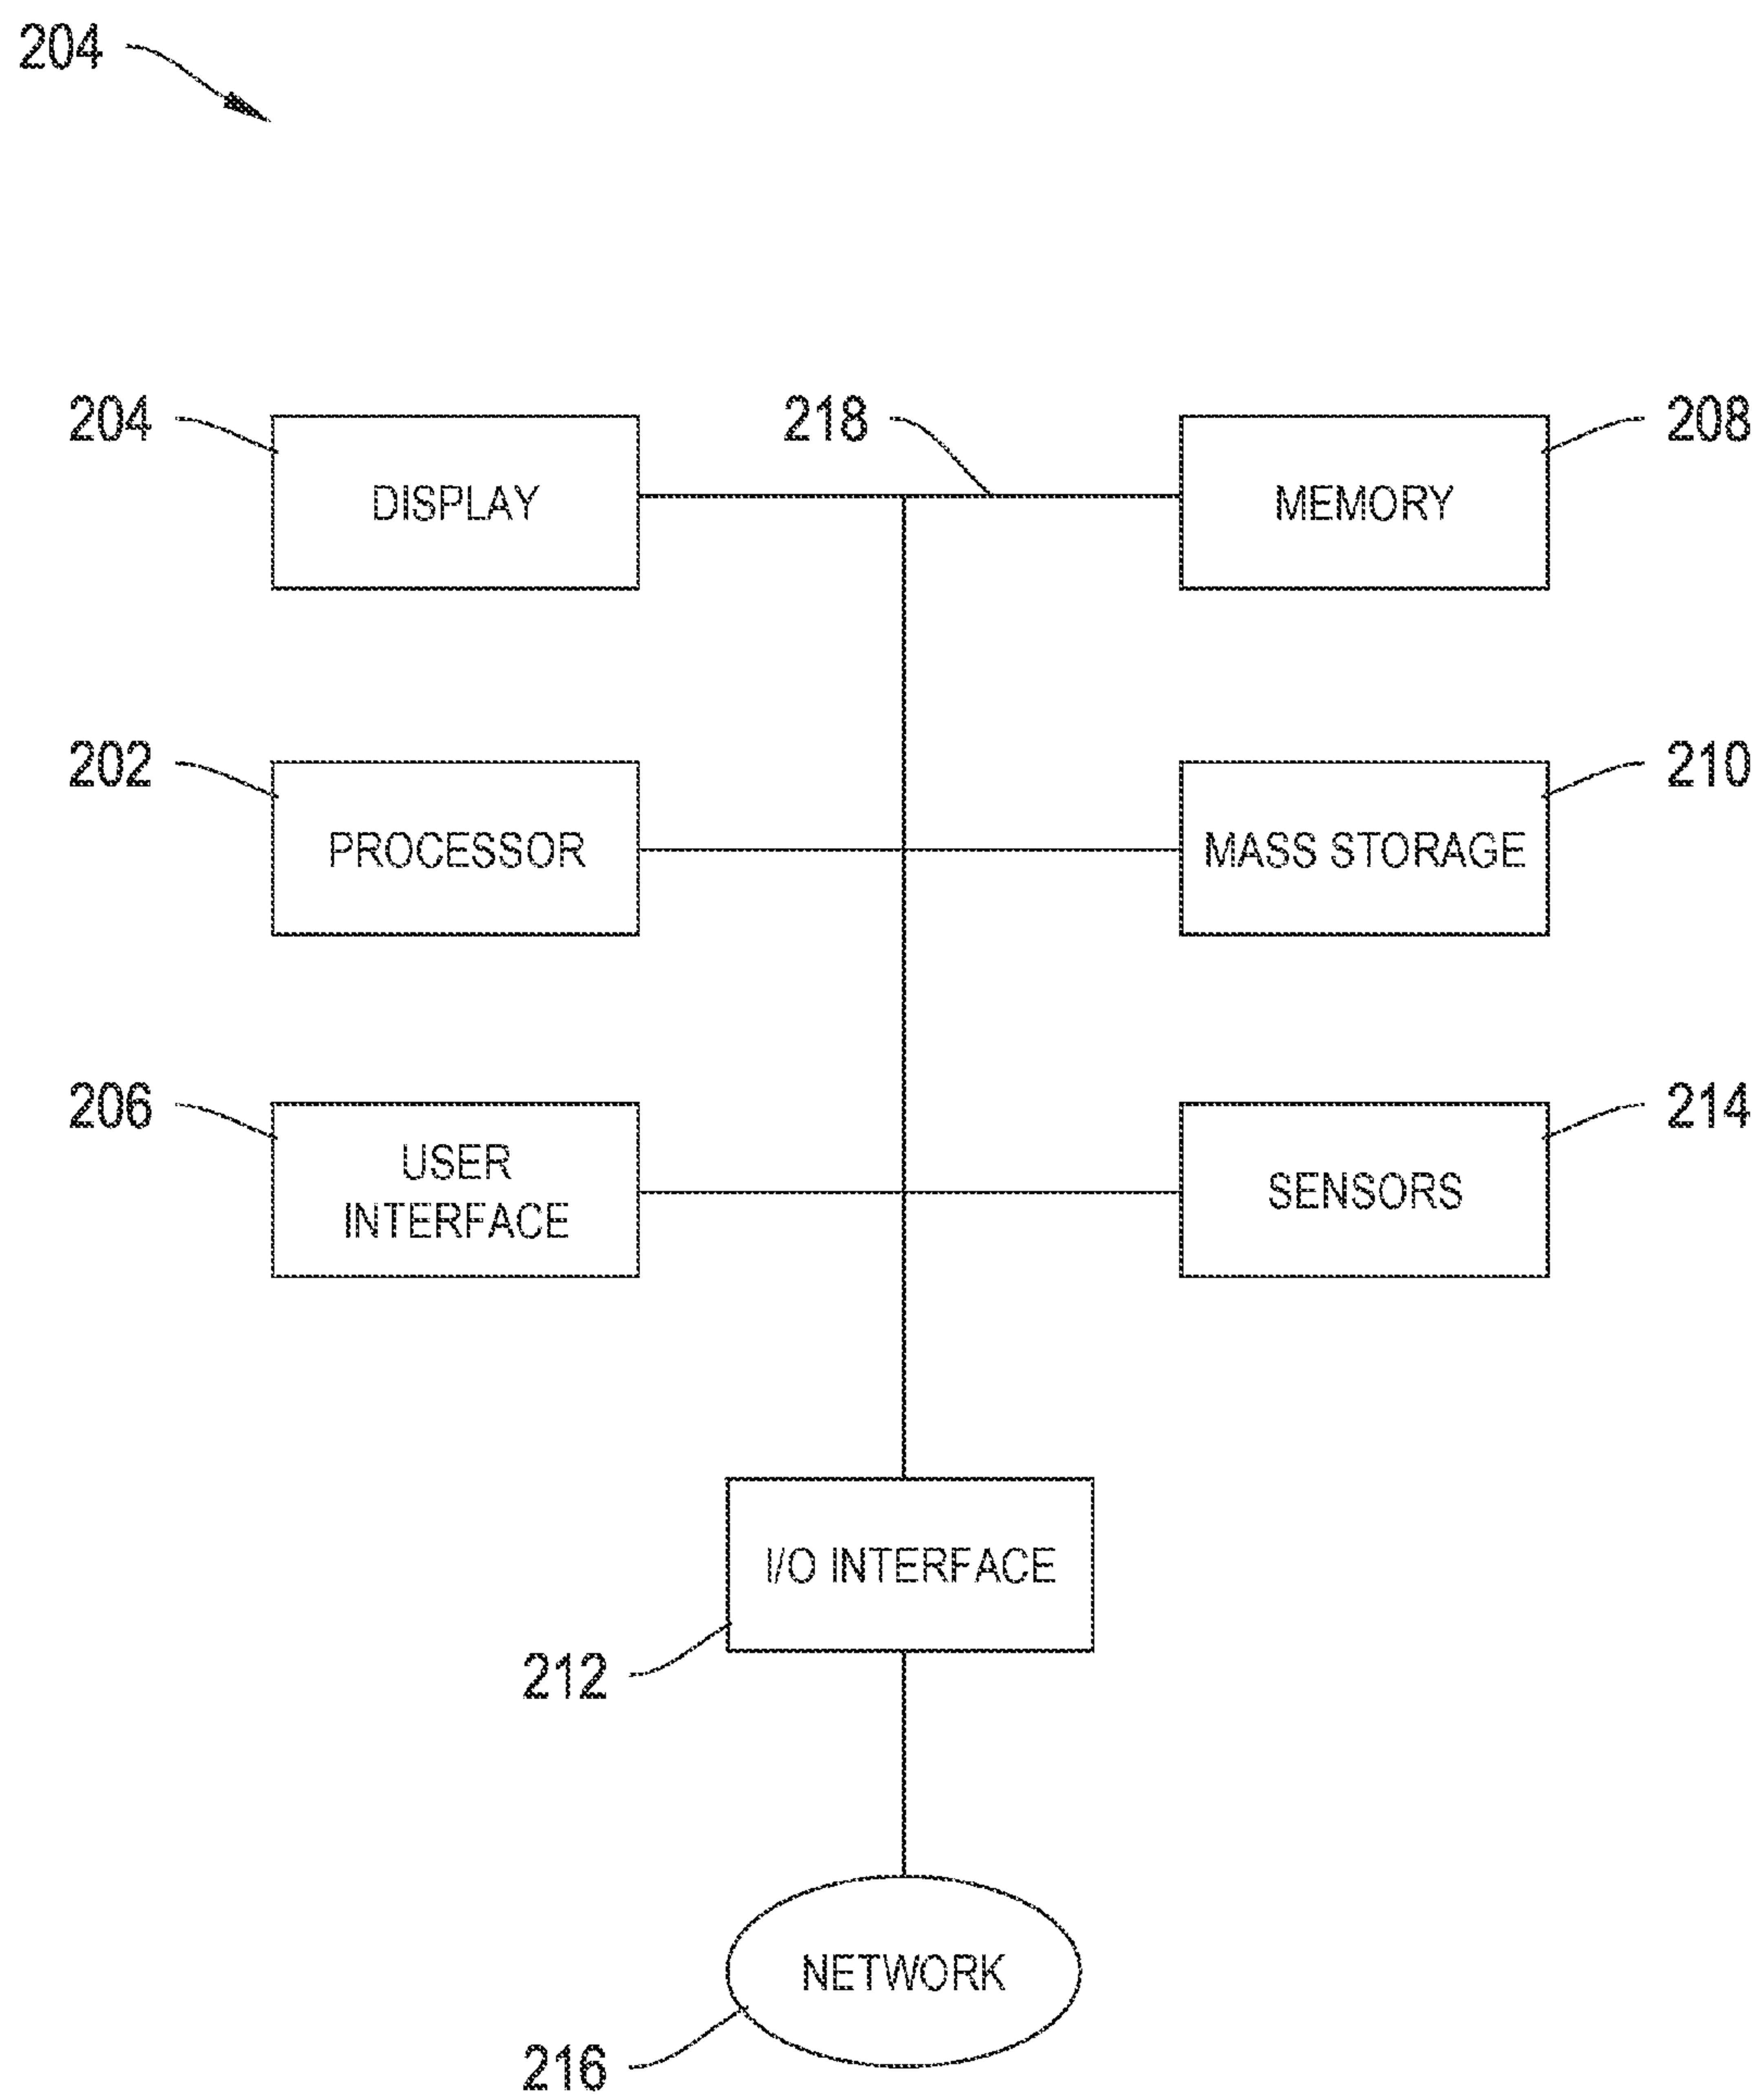 204
204
DISPLAY
218
208
MEMORY
202
PROCESSOR
210
MASS STORAGE
206
USER
INTERFACE
214
SENSORS
I/O INTERFACE
212
NETWORK
216